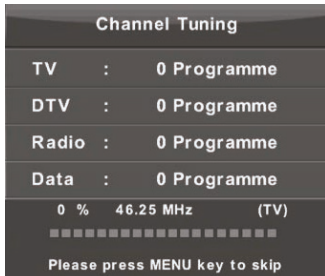 Channel Tuning
TV : 0 Programme
DTV : 0 Programme
Radio : 0 Programme
Data : 0 Programme
0 % 46.25 MHz (TV)
Please press MENU key to skip